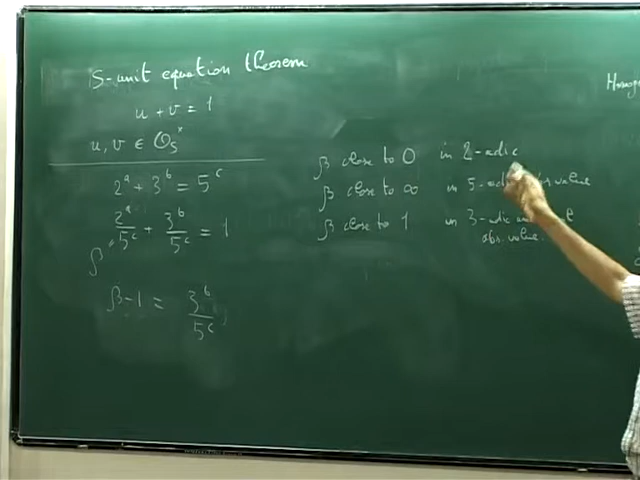 S-unit equation theorem
u + v = 1
u, v ∈ O_S^*
2^a + 3^b = 5^c
2^a/5^c + 3^b/5^c = 1
β
β-1 = 3^b/5^c
β close to 0 in 2-adic
β close to ∞ in 5- value
β close to 1 in 3-adic
abs. value.